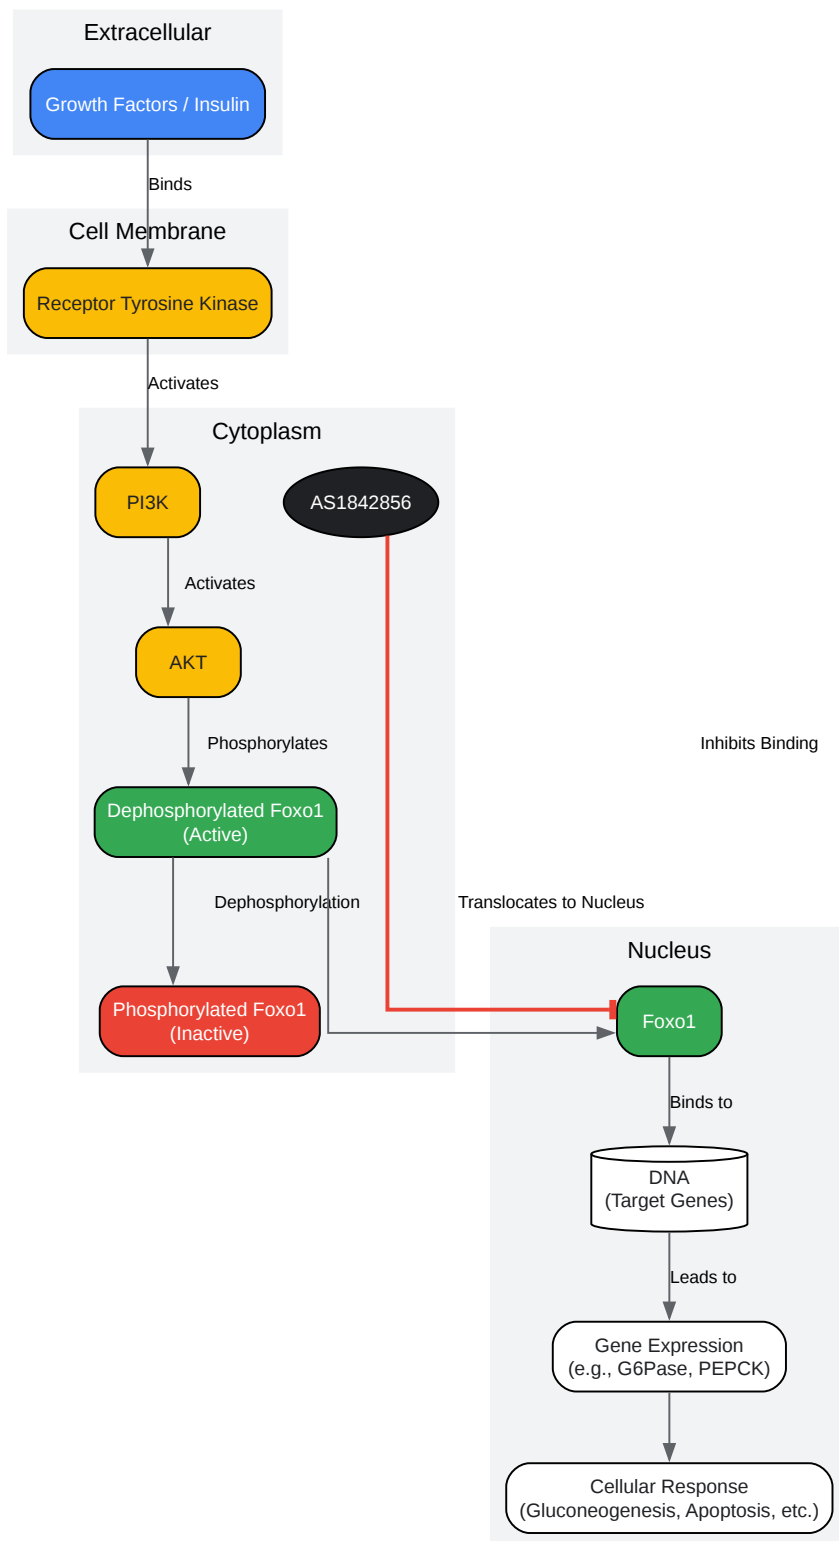 Extracellular
Growth Factors / Insulin
Binds
Cell Membrane
Receptor Tyrosine Kinase
Activates
Cytoplasm
PI3K
AS1842856
Activates
AKT
Phosphorylates
Inhibits Binding
Dephosphorylated Foxo1
(Active)
Dephosphorylation
Translocates to Nucleus
Nucleus
Phosphorylated Foxo1
(Inactive)
Foxo1
Binds to
DNA
(Target Genes)
Leads to
Gene Expression
(e.g., G6Pase, PEPCK)
Cellular Response
(Gluconeogenesis, Apoptosis, etc.)